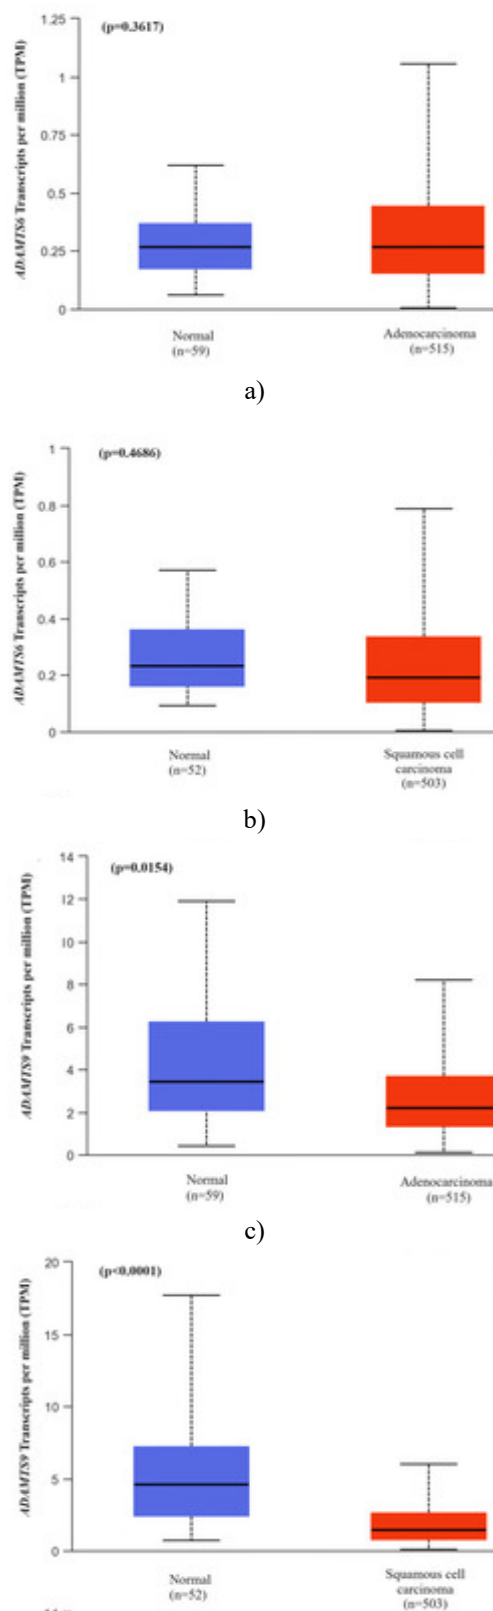 ADAMTS6 Transcripts per million (TPM)
(p=0.3617)
1.25
1
0.75
0.5
0.25
0
Normal
(n=59)
Adenocarcinoma
(n=515)
a)
ADAMTS6 Transcripts per million (TPM)
(p=0.4686)
1
0.8
0.6
0.4
0.2
0
Normal
(n=52)
Squamous cell
carcinoma
(n=503)
b)
ADAMTS9 Transcripts per million (TPM)
(p=0.0154)
14
12
10
8
6
4
2
0
Normal
(n=59)
Adenocarcinoma
(n=515)
c)
ADAMTS9 Transcripts per million (TPM)
(p<0.0001)
20
15
10
5
0
Normal
(n=52)
Squamous cell
carcinoma
(n=503)